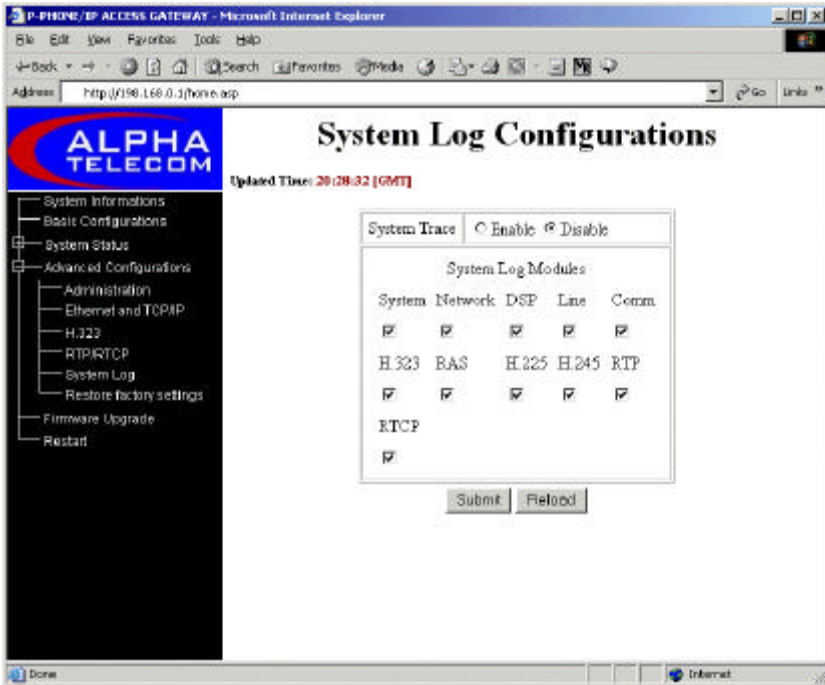 P-PHONE/IP ACCESS GATEWAY - Microsoft Internet Explorer
File Edit View Favorites Tools Help
Back Search Favorites Media
Address http://198.168.0.1/home.asp Go Links »
ALPHA
TELECOM
System Informations
Basic Configurations
System Status
Advanced Configurations
Administration
Ethernet and TCP/IP
H.323
RTP/RTCP
System Log
Restore factory settings
Firmware Upgrade
Restart
System Log Configurations
Updated Time: 20:28:32 [GMT]
System Trace Enable Disable
System Log Modules
System Network DSP Line Comm.
H.323 RAS H.225 H.245 RTP
RTCP
Submit Reload
Done Internet